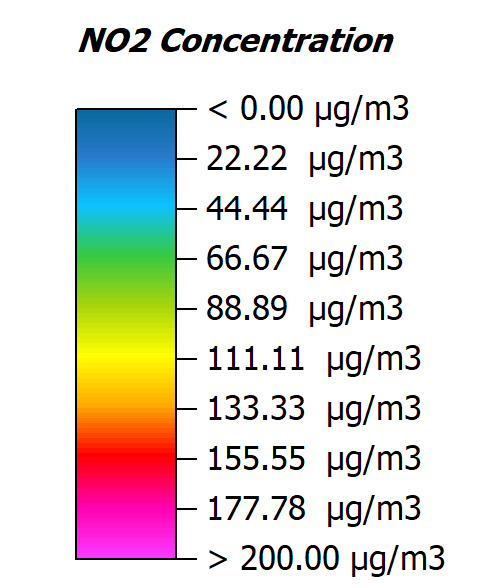 NO2 Concentration
< 0.00 µg/m3
22.22 µg/m3
44.44 µg/m3
66.67 µg/m3
88.89 µg/m3
111.11 µg/m3
133.33 µg/m3
155.55 µg/m3
177.78 µg/m3
> 200.00 µg/m3